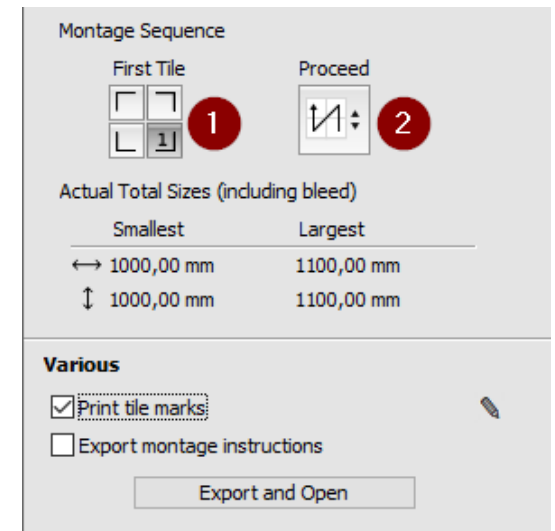 Montage Sequence
First Tile Proceed
1 1 2
Actual Total Sizes (including bleed)
Smallest Largest
1000,00 mm 1100,00 mm
1000,00 mm 1100,00 mm
Various
Print tile marks
Export montage instructions
Export and Open